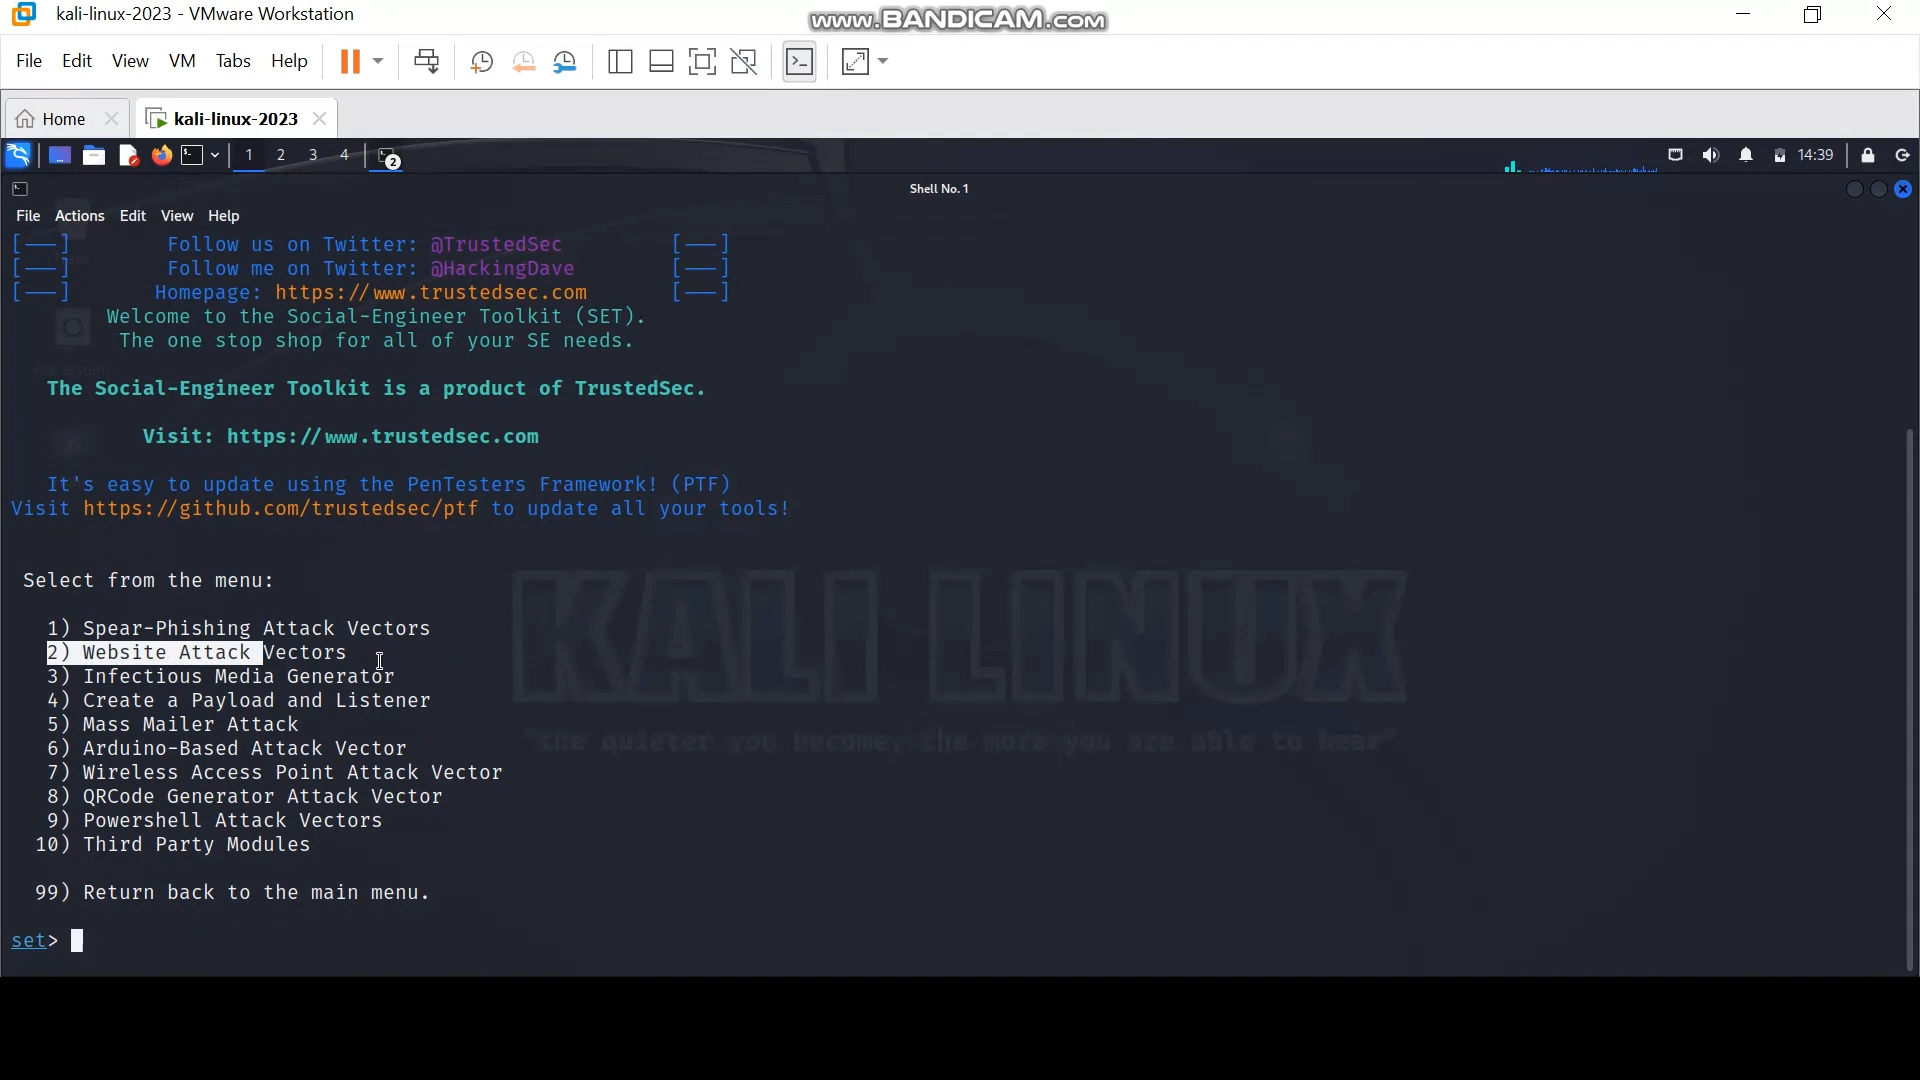 kali-linux-2023 - VMware Workstation
www.BANDICAM.com
File Edit View VM Tabs Help
Home kali-linux-2023
1 2 3 4 2 14:39
Shell No. 1
File Actions Edit View Help
[---] Follow us on Twitter: @TrustedSec [---]
[---] Follow me on Twitter: @HackingDave [---]
[---] Homepage: https://www.trustedsec.com [---]
Welcome to the Social-Engineer Toolkit (SET).
The one stop shop for all of your SE needs.
The Social-Engineer Toolkit is a product of TrustedSec.
Visit: https://www.trustedsec.com
It's easy to update using the PenTesters Framework! (PTF)
Visit https://github.com/trustedsec/ptf to update all your tools!
Select from the menu:
1) Spear-Phishing Attack Vectors
2) Website Attack Vectors
3) Infectious Media Generator
4) Create a Payload and Listener
5) Mass Mailer Attack
6) Arduino-Based Attack Vector
7) Wireless Access Point Attack Vector
8) QRCode Generator Attack Vector
9) Powershell Attack Vectors
10) Third Party Modules
99) Return back to the main menu.
set>
KALI LINUX
"the quieter you become, the more you are able to hear"